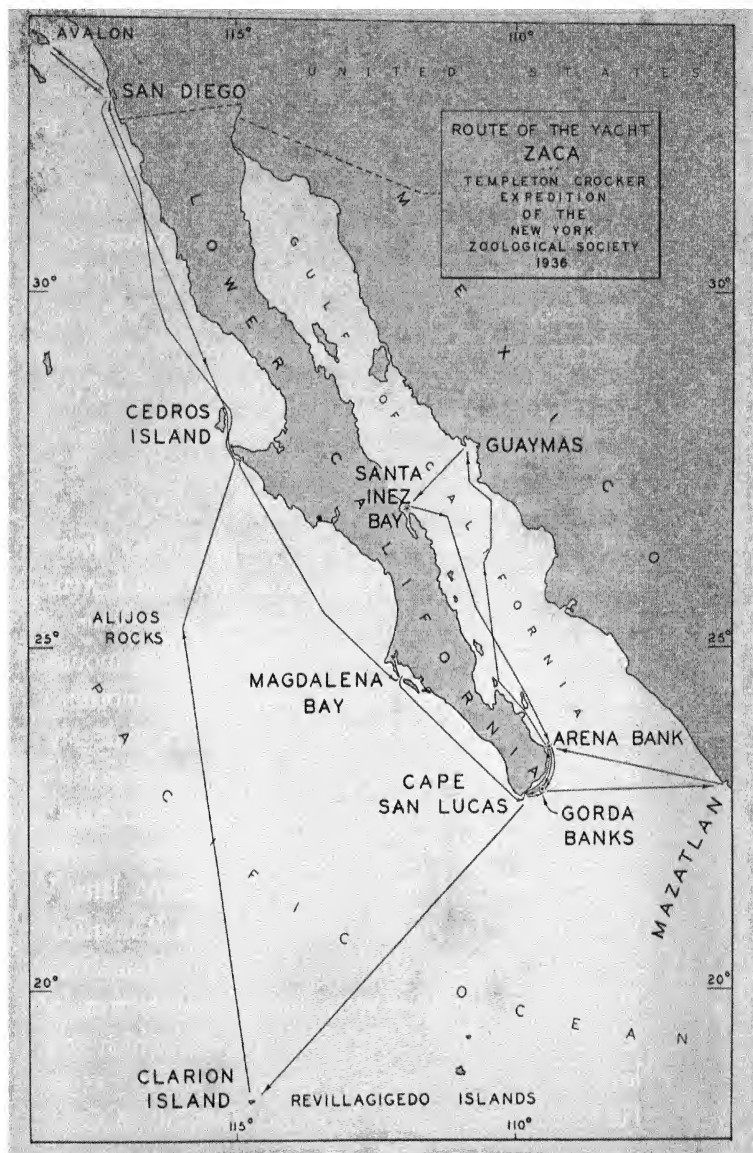 115°
110°
AVALON
UNITED STATES
SAN DIEGO
ROUTE OF THE YACHT
ZACA
TEMPLETON CROCKER
EXPEDITION
OF THE
NEW YORK
ZOOLOGICAL SOCIETY
1936
MEXICO
LOWER CALIFORNIA
GULF OF CALIFORNIA
30°
30°
CEDROS
ISLAND
GUAYMAS
SANTA
INEZ
BAY
ALIJOS
ROCKS
25°
25°
MAGDALENA
BAY
ARENA BANK
CAPE
SAN LUCAS
GORDA
BANKS
MAZATLAN
PACIFIC OCEAN
20°
20°
CLARION
ISLAND
REVILLAGIGEDO ISLANDS
115°
110°